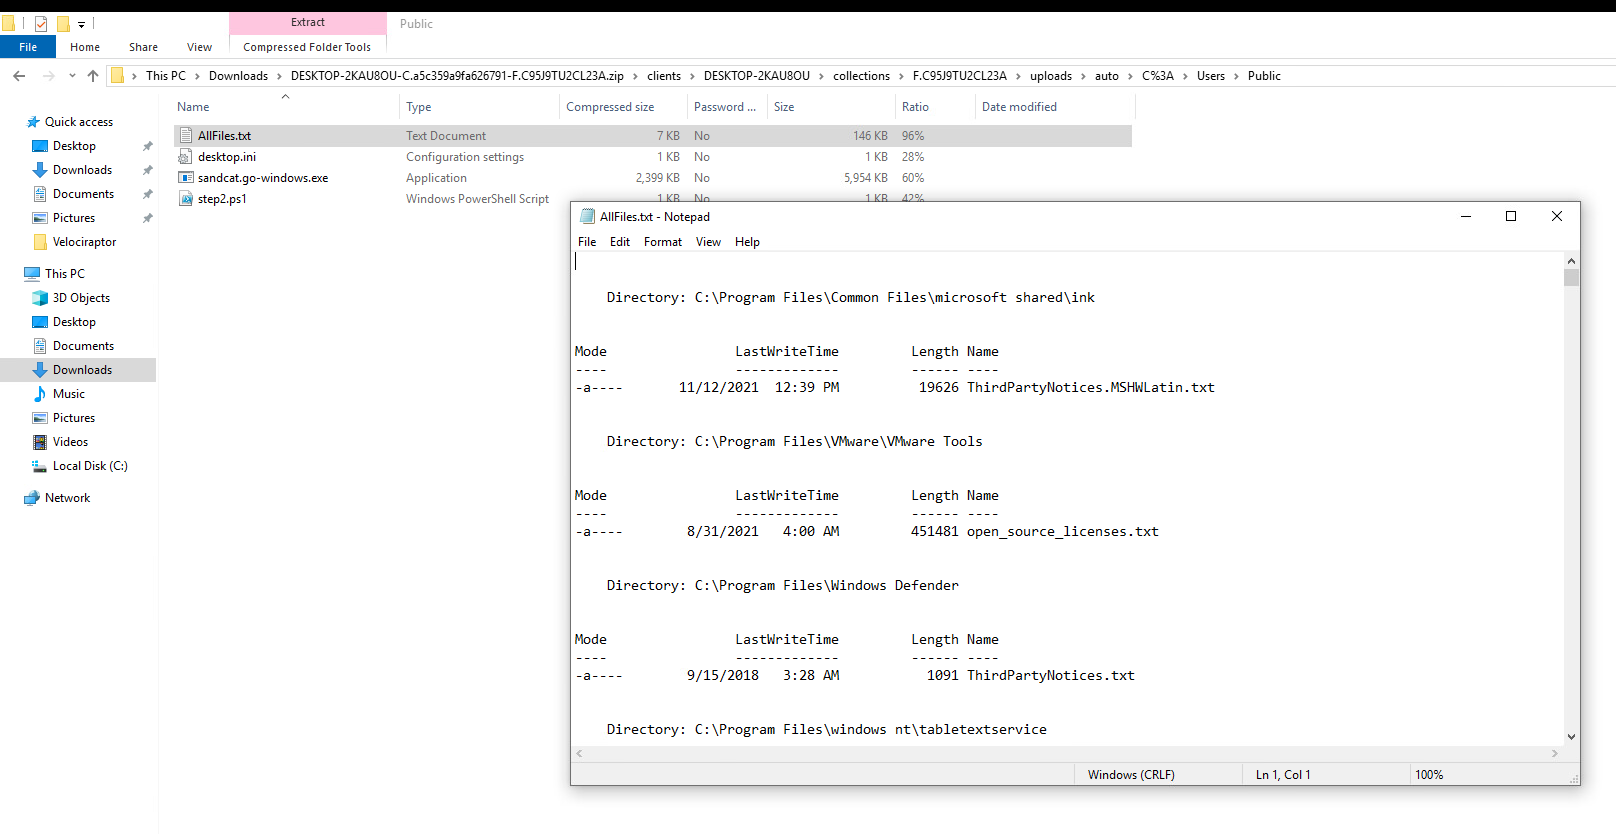 Extract
Public
File Home Share View Compressed Folder Tools
This PC Downloads DESKTOP-2KAU8OU-C.a5c359a9fa626791-F.C95J9TU2CL23A.zip clients DESKTOP-2KAU8OU collections F.C95J9TU2CL23A uploads auto C%3A Users Public
Quick access
Desktop
Downloads
Documents
Pictures
Velociraptor
This PC
3D Objects
Desktop
Documents
Downloads
Music
Pictures
Videos
Local Disk (C:)
Network
Name Type Compressed size Password ... Size Ratio Date modified
AllFiles.txt Text Document 7 KB No 146 KB 96%
desktop.ini Configuration settings 1 KB No 1 KB 28%
sandcat.go-windows.exe Application 2,399 KB No 5,954 KB 60%
step2.ps1 Windows PowerShell Script 1 KB No 1 KB 42%
AllFiles.txt - Notepad
File Edit Format View Help
Directory: C:\Program Files\Common Files\microsoft shared\ink
Mode LastWriteTime Length Name
---- ------------- ------ ----
-a---- 11/12/2021 12:39 PM 19626 ThirdPartyNotices.MSHWLatin.txt
Directory: C:\Program Files\VMware\VMware Tools
Mode LastWriteTime Length Name
---- ------------- ------ ----
-a---- 8/31/2021 4:00 AM 451481 open_source_licenses.txt
Directory: C:\Program Files\Windows Defender
Mode LastWriteTime Length Name
---- ------------- ------ ----
-a---- 9/15/2018 3:28 AM 1091 ThirdPartyNotices.txt
Directory: C:\Program Files\windows nt\tabletextservice
Windows (CRLF) Ln 1, Col 1 100%